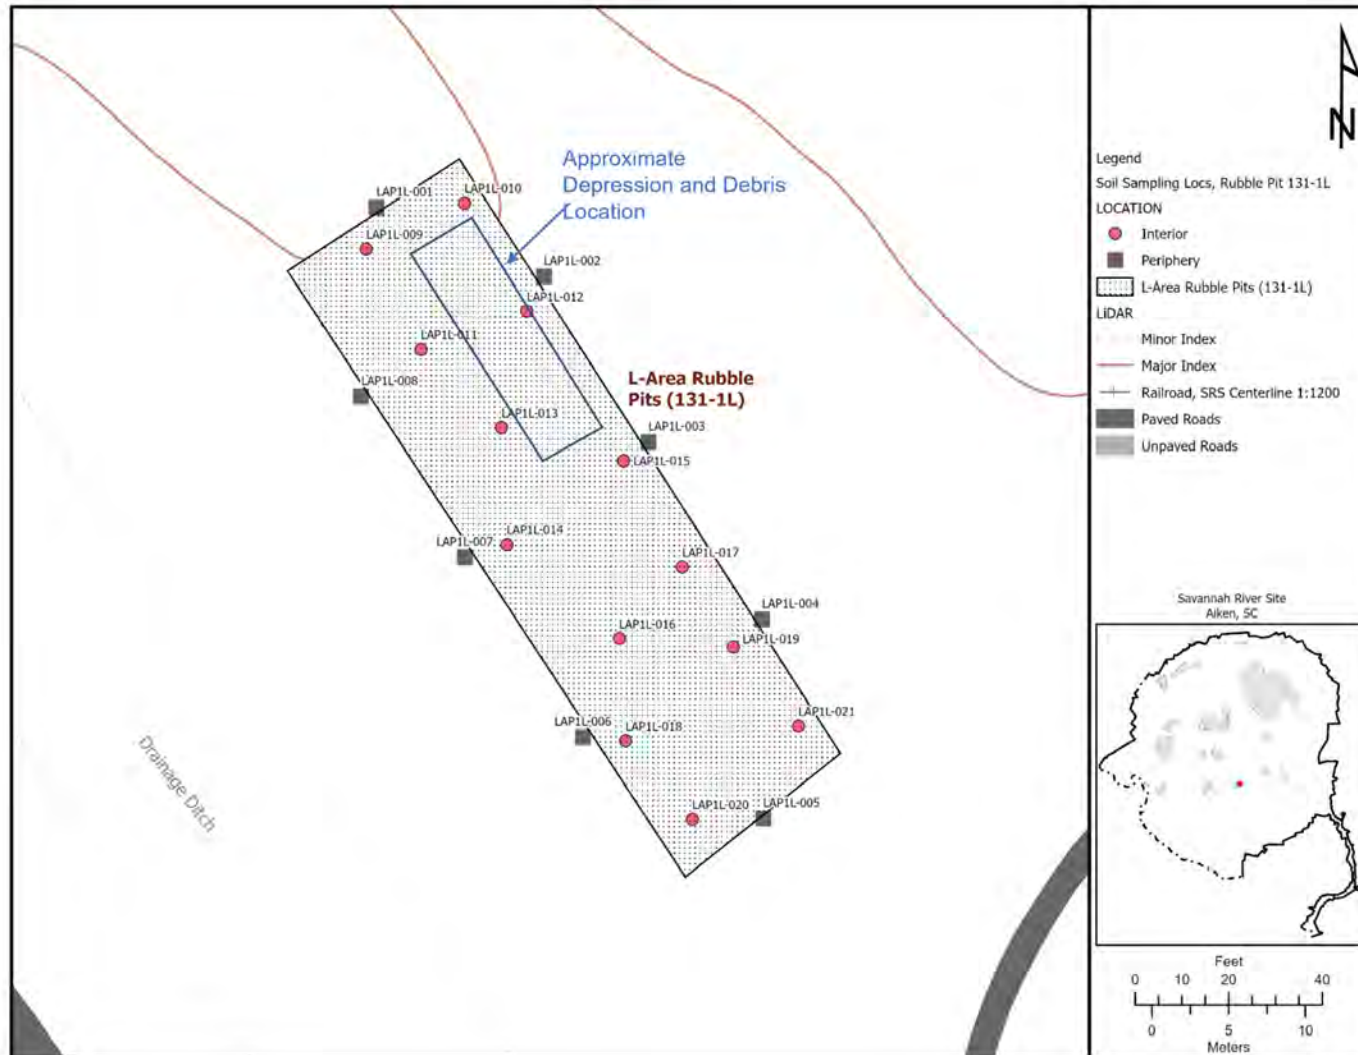 Approximate
Depression and Debris
Location
LAP1L-001
LAP1L-010
LAP1L-009
LAP1L-002
LAP1L-012
LAP1L-011
LAP1L-008
L-Area Rubble
Pits (131-1L)
LAP1L-013
LAP1L-003
LAP1L-015
LAP1L-014
LAP1L-007
LAP1L-017
LAP1L-004
LAP1L-016
LAP1L-019
LAP1L-021
LAP1L-006
LAP1L-018
LAP1L-020
LAP1L-005
Drainage Ditch
N
Legend
Soil Sampling Locs, Rubble Pit 131-1L
LOCATION
Interior
Periphery
L-Area Rubble Pits (131-1L)
LiDAR
Minor Index
Major Index
Railroad, SRS Centerline 1:1200
Paved Roads
Unpaved Roads
Savannah River Site
Aiken, SC
Feet
0 10 20 40
0 5 10
Meters